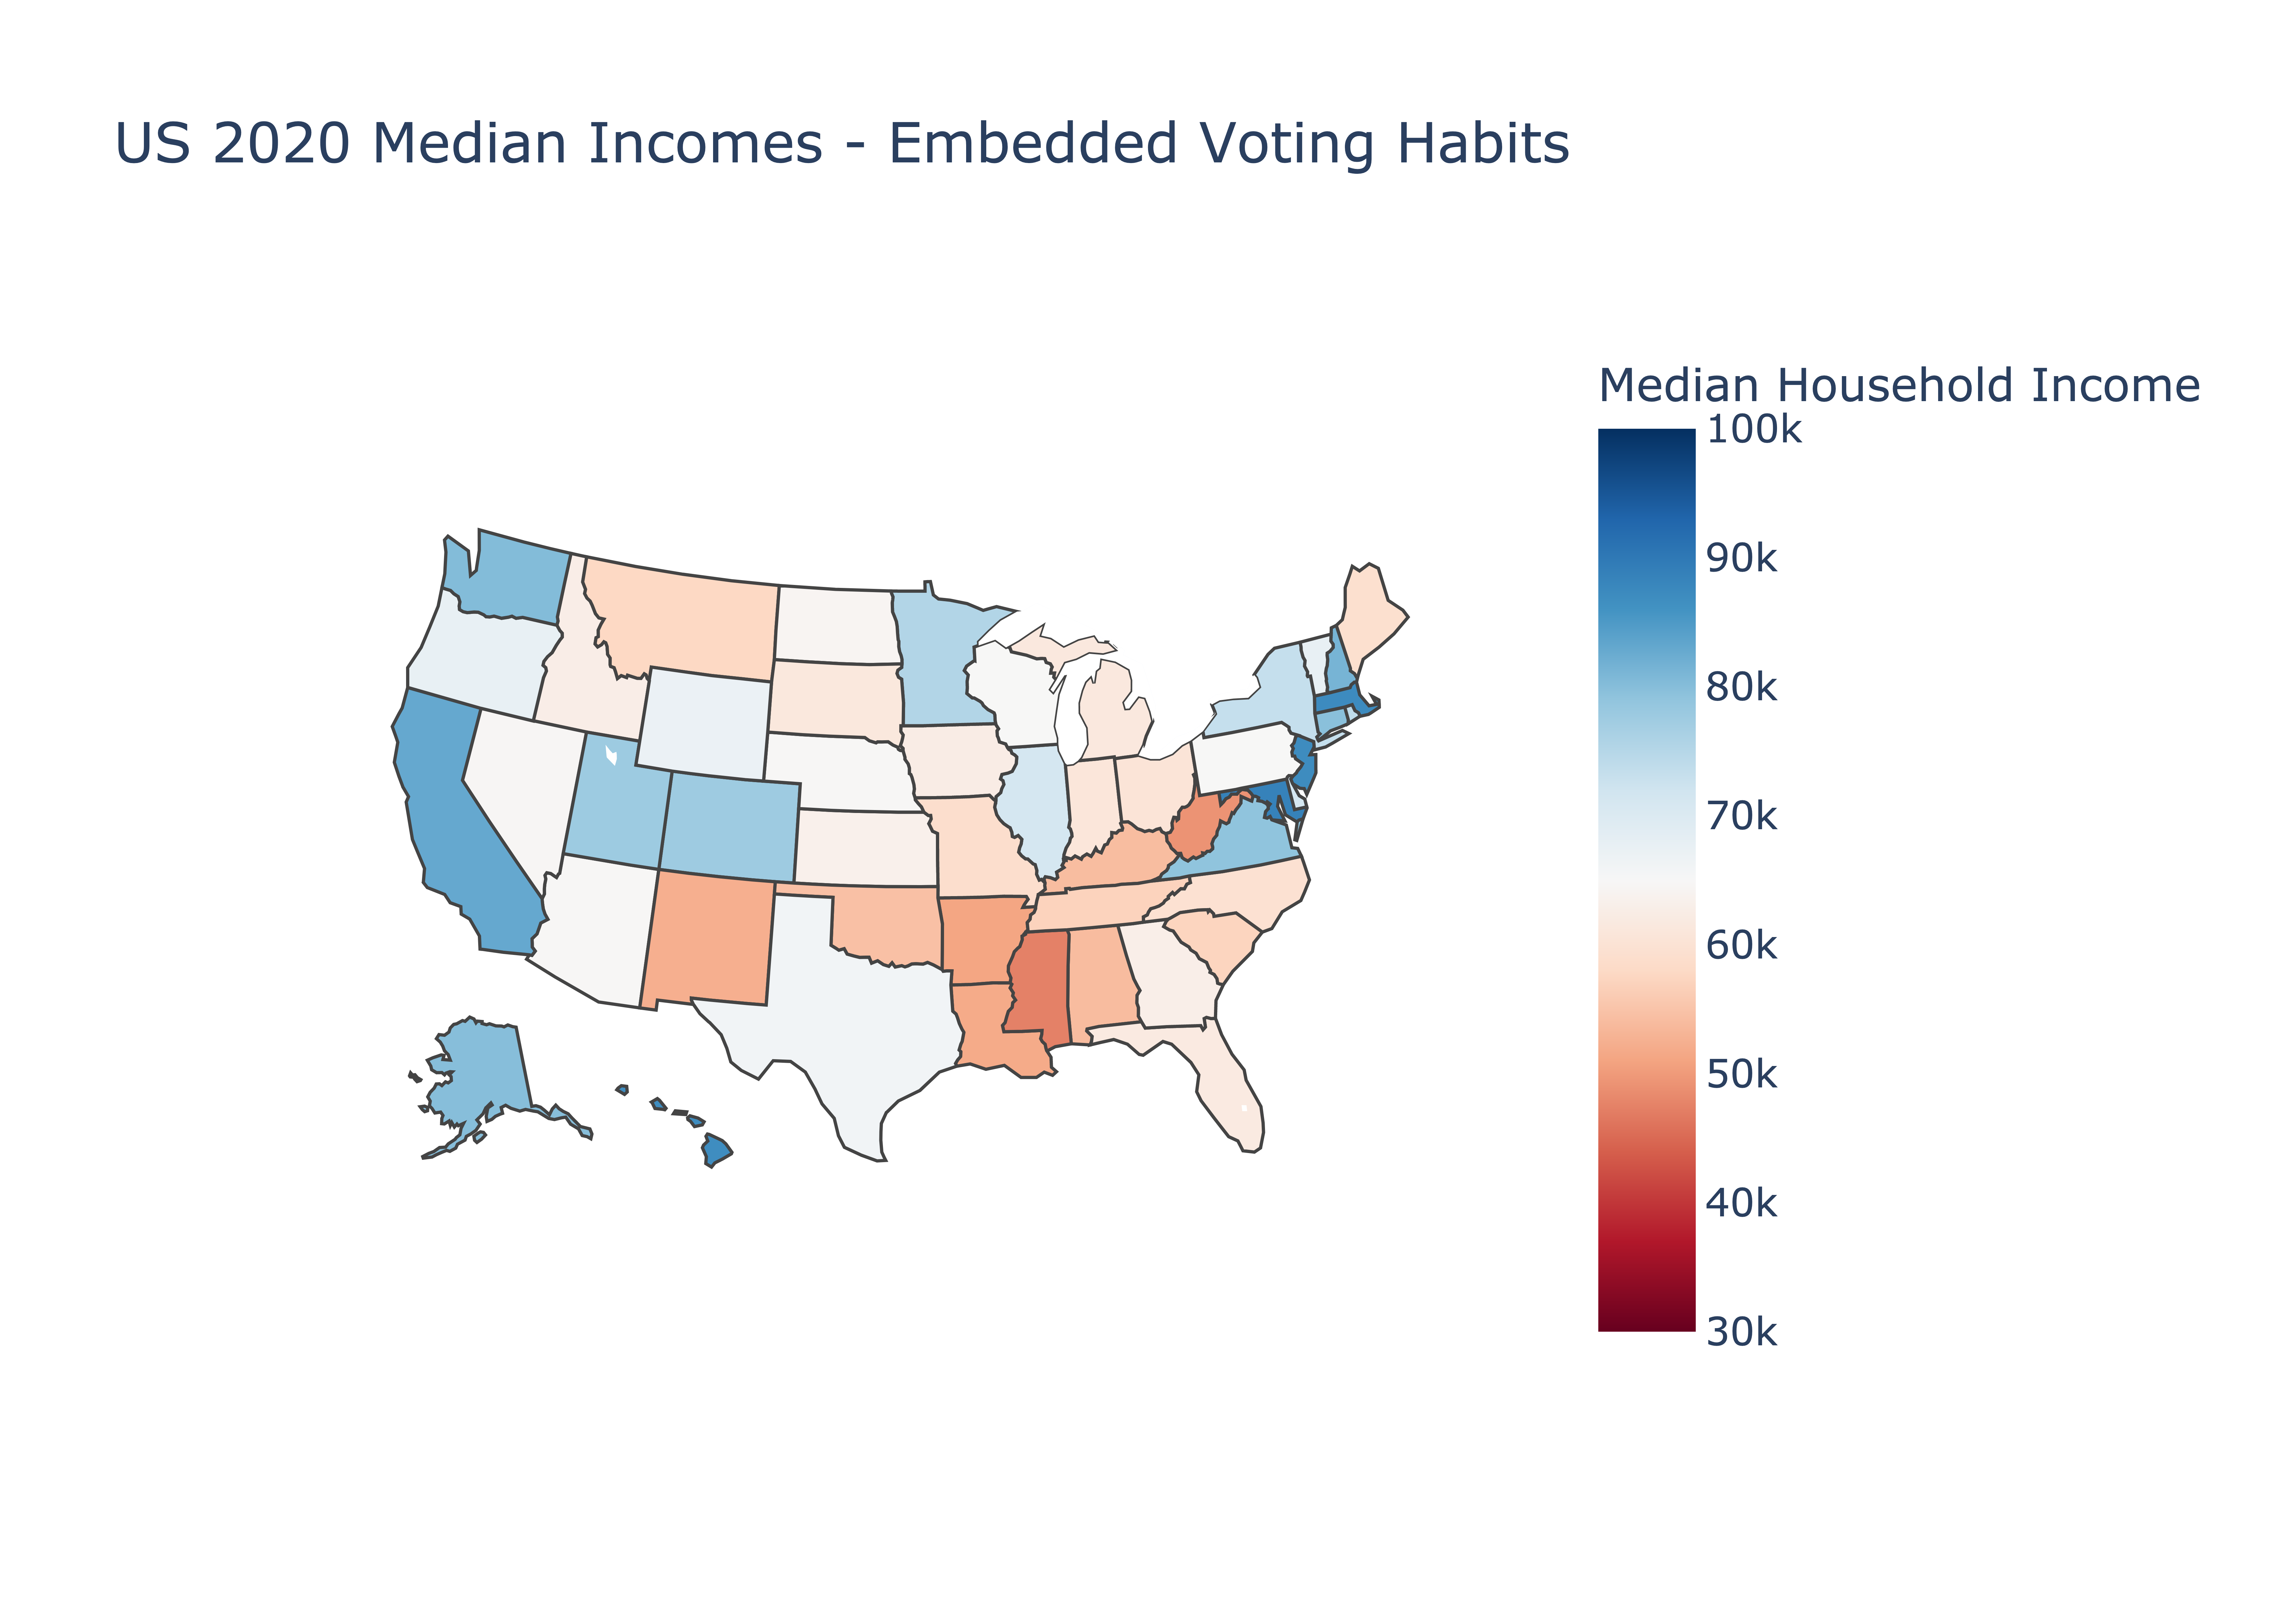 US 2020 Median Incomes - Embedded Voting Habits
Median Household Income
100k
90k
80k
70k
60k
50k
40k
30k